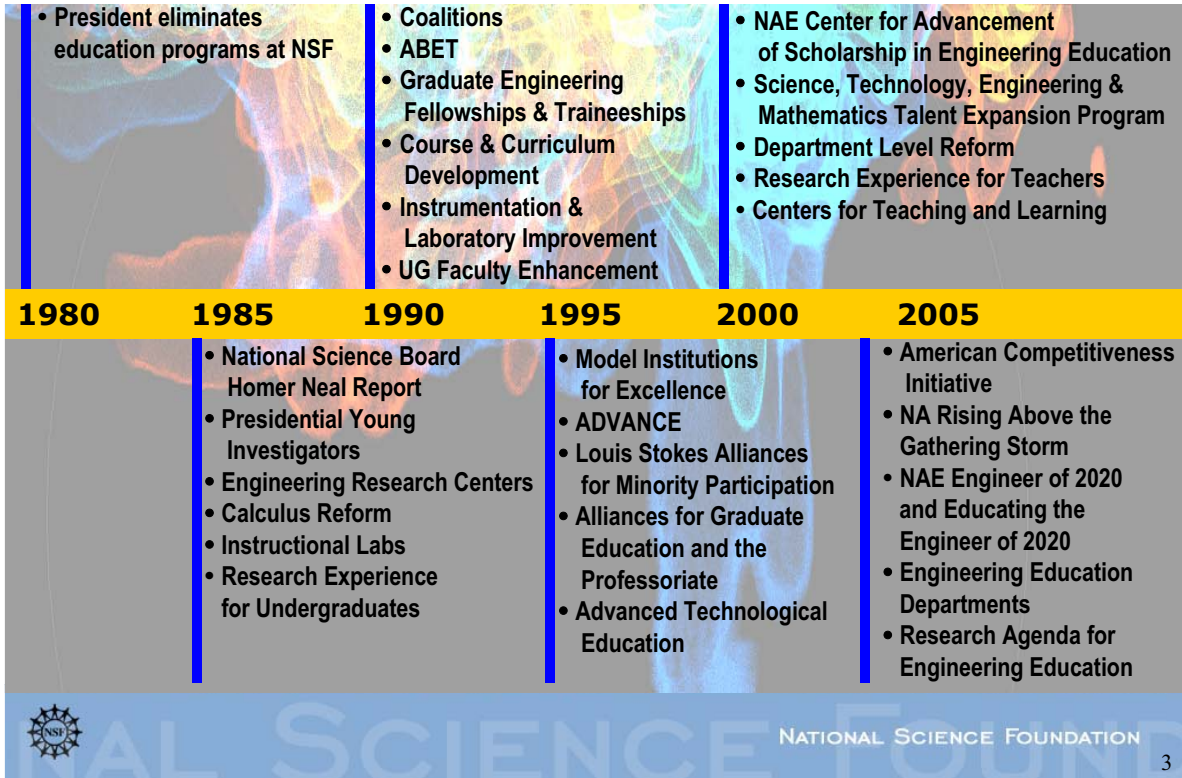 • President eliminates
education programs at NSF
• Coalitions
• ABET
• Graduate Engineering
Fellowships & Traineeships
• Course & Curriculum
Development
• Instrumentation &
Laboratory Improvement
• UG Faculty Enhancement
• NAE Center for Advancement
of Scholarship in Engineering Education
• Science, Technology, Engineering &
Mathematics Talent Expansion Program
• Department Level Reform
• Research Experience for Teachers
• Centers for Teaching and Learning
1980 1985 1990 1995 2000 2005
• National Science Board
Homer Neal Report
• Presidential Young
Investigators
• Engineering Research Centers
• Calculus Reform
• Instructional Labs
• Research Experience
for Undergraduates
• Model Institutions
for Excellence
• ADVANCE
• Louis Stokes Alliances
for Minority Participation
• Alliances for Graduate
Education and the
Professoriate
• Advanced Technological
Education
• American Competitiveness
Initiative
• NA Rising Above the
Gathering Storm
• NAE Engineer of 2020
and Educating the
Engineer of 2020
• Engineering Education
Departments
• Research Agenda for
Engineering Education
NSF
NAL SCIENCE FOUND
NATIONAL SCIENCE FOUNDATION
3